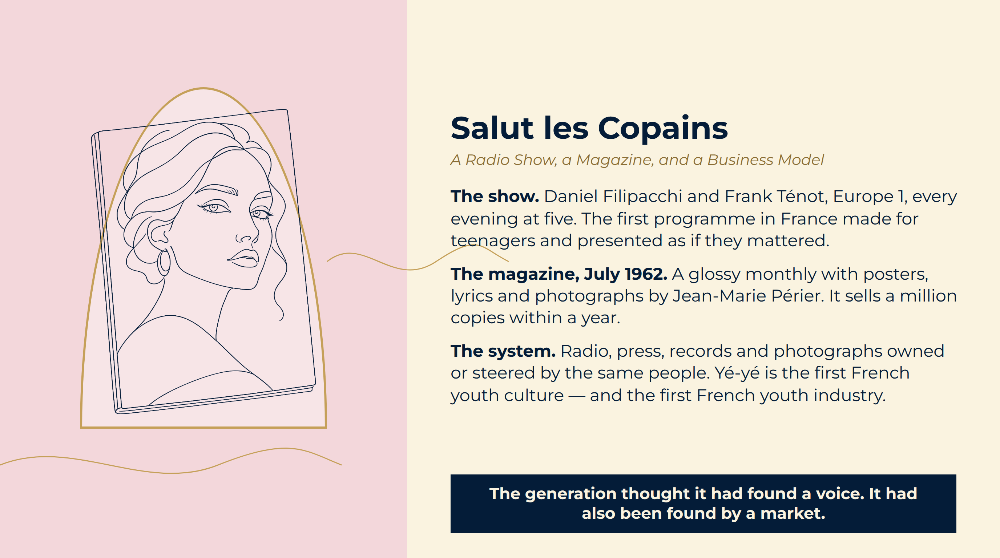 Salut les Copains
A Radio Show, a Magazine, and a Business Model
The show. Daniel Filipacchi and Frank Ténot, Europe 1, every
evening at five. The first programme in France made for
teenagers and presented as if they mattered.
The magazine, July 1962. A glossy monthly with posters,
lyrics and photographs by Jean-Marie Périer. It sells a million
copies within a year.
The system. Radio, press, records and photographs owned
or steered by the same people. Yé-yé is the first French
youth culture — and the first French youth industry.
The generation thought it had found a voice. It had
also been found by a market.